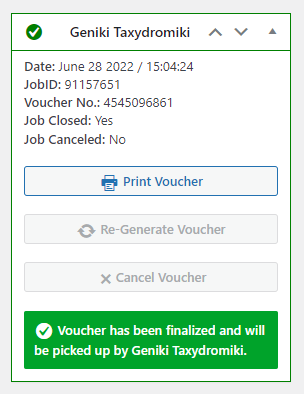 Geniki Taxydromiki
Date: June 28 2022 / 15:04:24
JobID: 91157651
Voucher No.: 4545096861
Job Closed: Yes
Job Canceled: No
Print Voucher
Re-Generate Voucher
Cancel Voucher
Voucher has been finalized and will
be picked up by Geniki Taxydromiki.